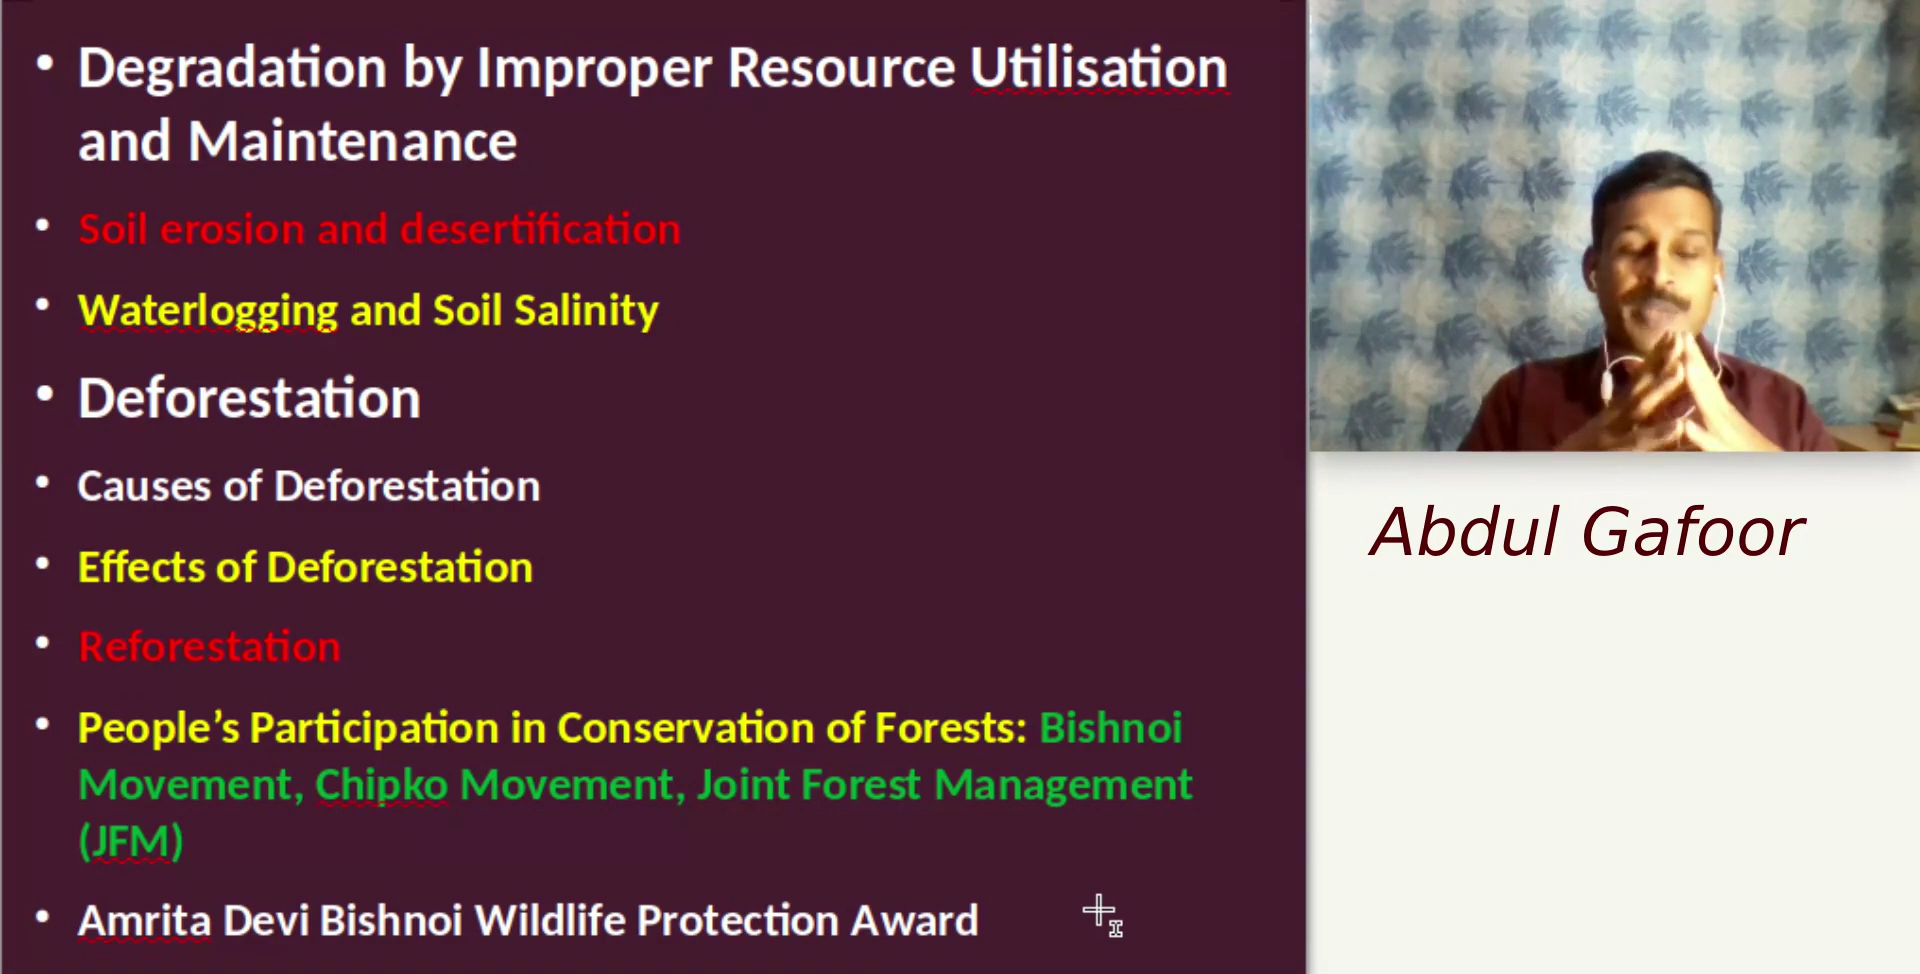 • Degradation by Improper Resource Utilisation
and Maintenance
• Soil erosion and desertification
• Waterlogging and Soil Salinity
• Deforestation
• Causes of Deforestation
• Effects of Deforestation
• Reforestation
• People’s Participation in Conservation of Forests: Bishnoi
Movement, Chipko Movement, Joint Forest Management
(JFM)
• Amrita Devi Bishnoi Wildlife Protection Award
Abdul Gafoor